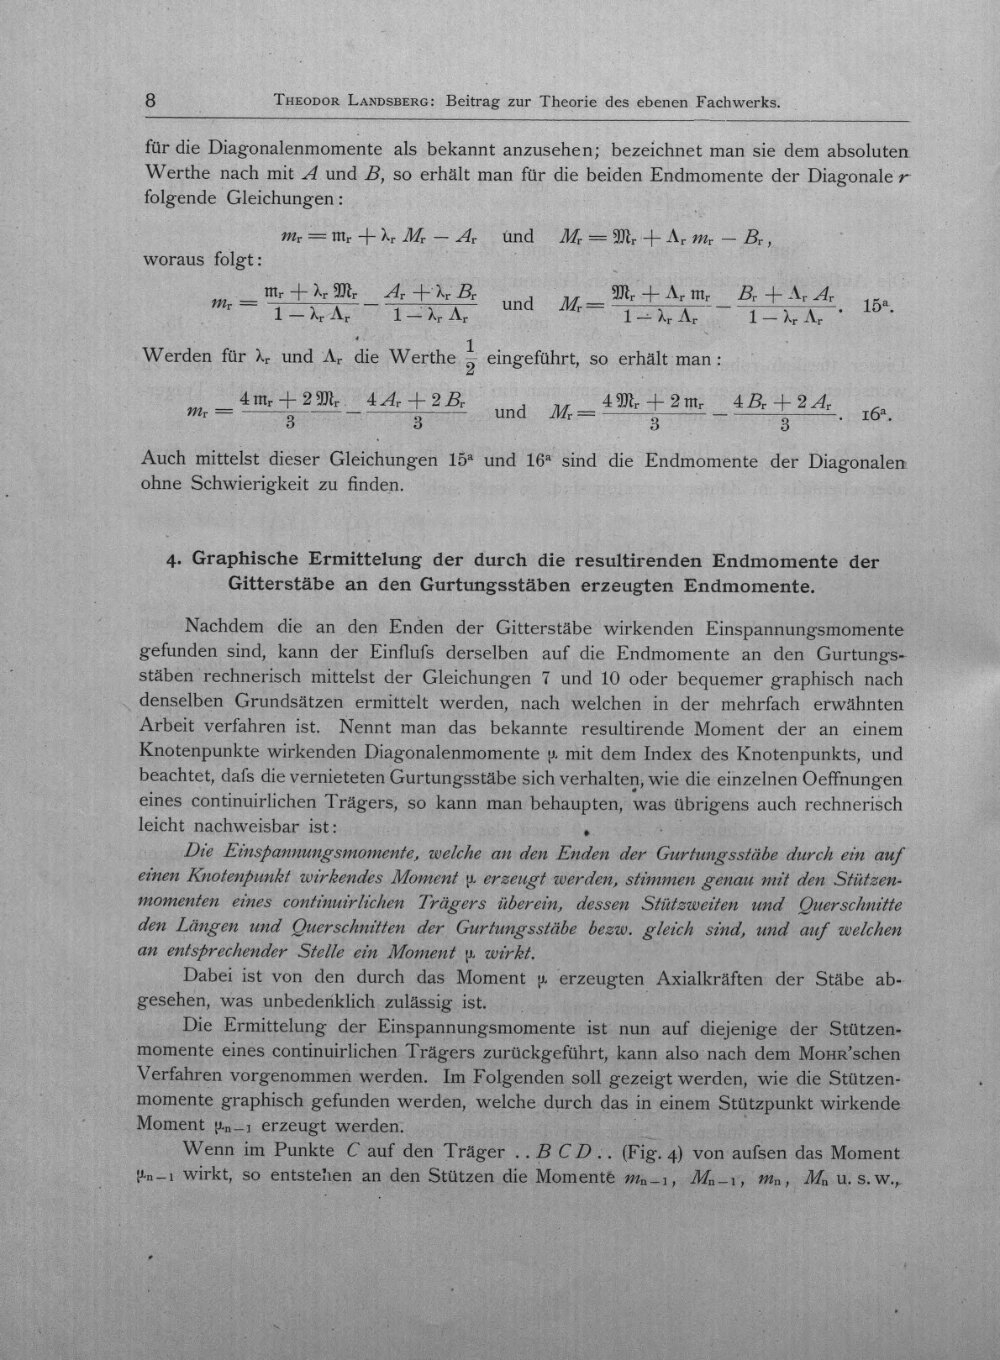 8 THEODOR LANDSBERG: Beitrag zur Theorie des ebenen Fachwerks.
für die Diagonalenmomente als bekannt anzusehen; bezeichnet man sie dem absoluten
Werthe nach mit A und B, so erhält man für die beiden Endmomente der Diagonale r
folgende Gleichungen:
mᵣ = 𝔪ᵣ + λᵣ Mᵣ — Aᵣ und Mᵣ = 𝔐ᵣ + Λᵣ mᵣ — Bᵣ,
woraus folgt:
mᵣ = (𝔪ᵣ + λᵣ 𝔐ᵣ)/(1 — λᵣ Λᵣ) — (Aᵣ + λᵣ Bᵣ)/(1 — λᵣ Λᵣ) und Mᵣ = (𝔐ᵣ + Λᵣ 𝔪ᵣ)/(1 — λᵣ Λᵣ) — (Bᵣ + Λᵣ Aᵣ)/(1 — λᵣ Λᵣ). 15ᵃ.
Werden für λᵣ und Λᵣ die Werthe 1/2 eingeführt, so erhält man:
mᵣ = (4 𝔪ᵣ + 2 𝔐ᵣ)/3 — (4 Aᵣ + 2 Bᵣ)/3 und Mᵣ = (4 𝔐ᵣ + 2 𝔪ᵣ)/3 — (4 Bᵣ + 2 Aᵣ)/3. 16ᵃ.
Auch mittelst dieser Gleichungen 15ᵃ und 16ᵃ sind die Endmomente der Diagonalen
ohne Schwierigkeit zu finden.
4. Graphische Ermittelung der durch die resultirenden Endmomente der
Gitterstäbe an den Gurtungsstäben erzeugten Endmomente.
Nachdem die an den Enden der Gitterstäbe wirkenden Einspannungsmomente
gefunden sind, kann der Einfluſs derselben auf die Endmomente an den Gurtungs-
stäben rechnerisch mittelst der Gleichungen 7 und 10 oder bequemer graphisch nach
denselben Grundsätzen ermittelt werden, nach welchen in der mehrfach erwähnten
Arbeit verfahren ist. Nennt man das bekannte resultirende Moment der an einem
Knotenpunkte wirkenden Diagonalenmomente μ mit dem Index des Knotenpunkts, und
beachtet, daſs die vernieteten Gurtungsstäbe sich verhalten, wie die einzelnen Oeffnungen
eines continuirlichen Trägers, so kann man behaupten, was übrigens auch rechnerisch
leicht nachweisbar ist:
Die Einspannungsmomente, welche an den Enden der Gurtungsstäbe durch ein auf
einen Knotenpunkt wirkendes Moment μ erzeugt werden, stimmen genau mit den Stützen-
momenten eines continuirlichen Trägers überein, dessen Stützweiten und Querschnitte
den Längen und Querschnitten der Gurtungsstäbe bezw. gleich sind, und auf welchen
an entsprechender Stelle ein Moment μ wirkt.
Dabei ist von den durch das Moment μ erzeugten Axialkräften der Stäbe ab-
gesehen, was unbedenklich zulässig ist.
Die Ermittelung der Einspannungsmomente ist nun auf diejenige der Stützen-
momente eines continuirlichen Trägers zurückgeführt, kann also nach dem MOHR'schen
Verfahren vorgenommen werden. Im Folgenden soll gezeigt werden, wie die Stützen-
momente graphisch gefunden werden, welche durch das in einem Stützpunkt wirkende
Moment μₙ₋₁ erzeugt werden.
Wenn im Punkte C auf den Träger . . B C D . . (Fig. 4) von auſsen das Moment
μₙ₋₁ wirkt, so entstehen an den Stützen die Momente mₙ₋₁, Mₙ₋₁, mₙ, Mₙ u. s. w.,